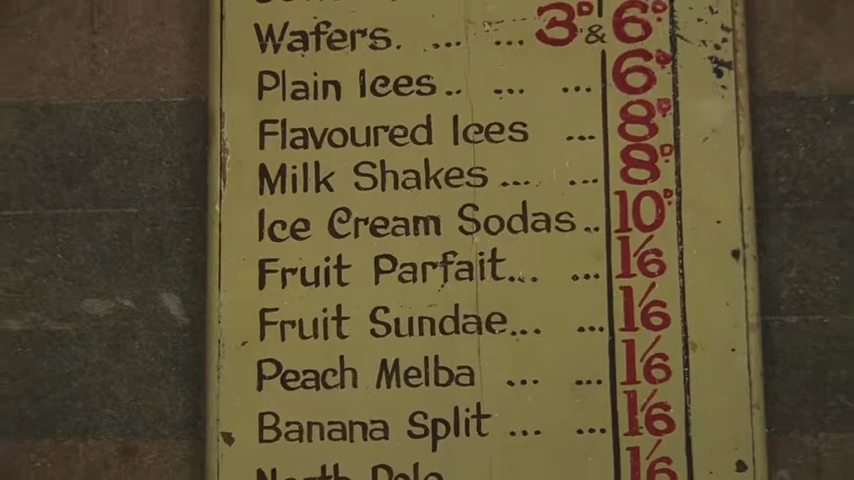 Wafers. ... ... 3D & 6D
Plain Ices.. ... ... 6D
Flavoured Ices ... 8D
Milk Shakes ... ... 8D
Ice Cream Sodas.. 10D
Fruit Parfait... ... 1/6
Fruit Sundae... ... 1/6
Peach Melba ... ... 1/6
Banana Split ... ... 1/6
North Pole 1/6